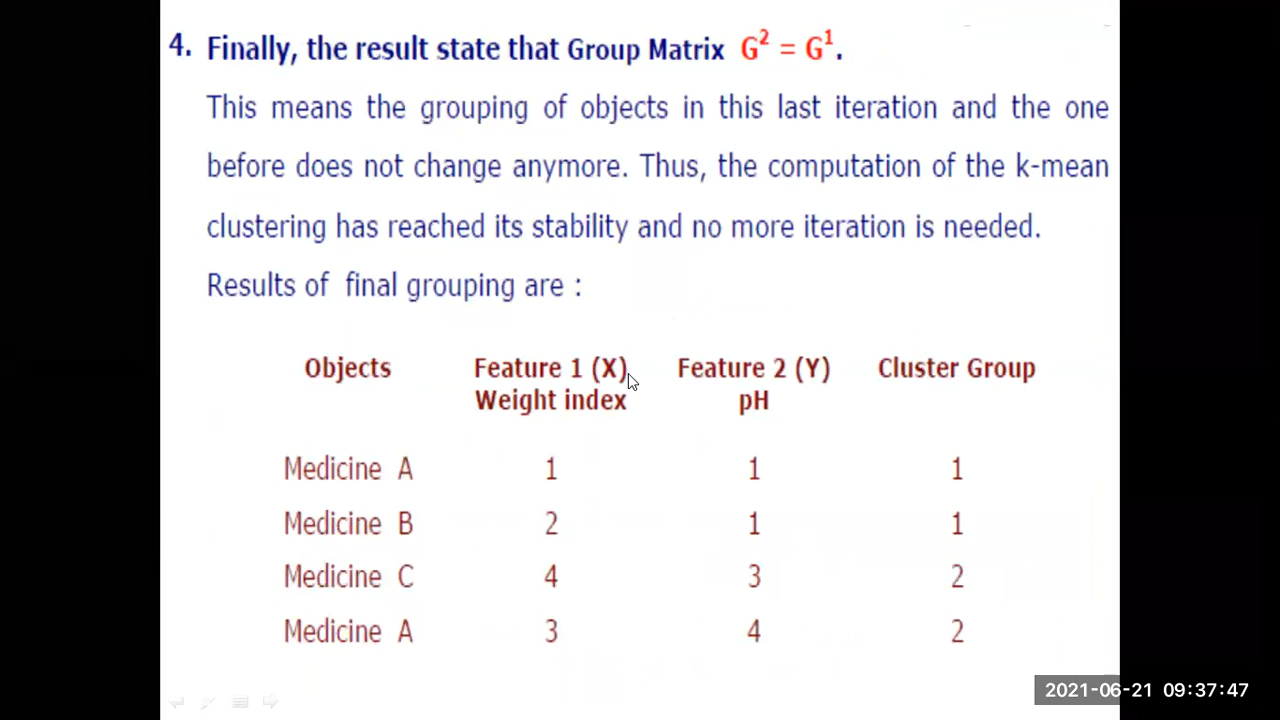 4. Finally, the result state that Group Matrix G² = G¹.
This means the grouping of objects in this last iteration and the one
before does not change anymore. Thus, the computation of the k-mean
clustering has reached its stability and no more iteration is needed.
Results of final grouping are :
Objects Feature 1 (X) Feature 2 (Y) Cluster Group
Weight index pH
Medicine A 1 1 1
Medicine B 2 1 1
Medicine C 4 3 2
Medicine A 3 4 2
2021-06-21 09:37:47